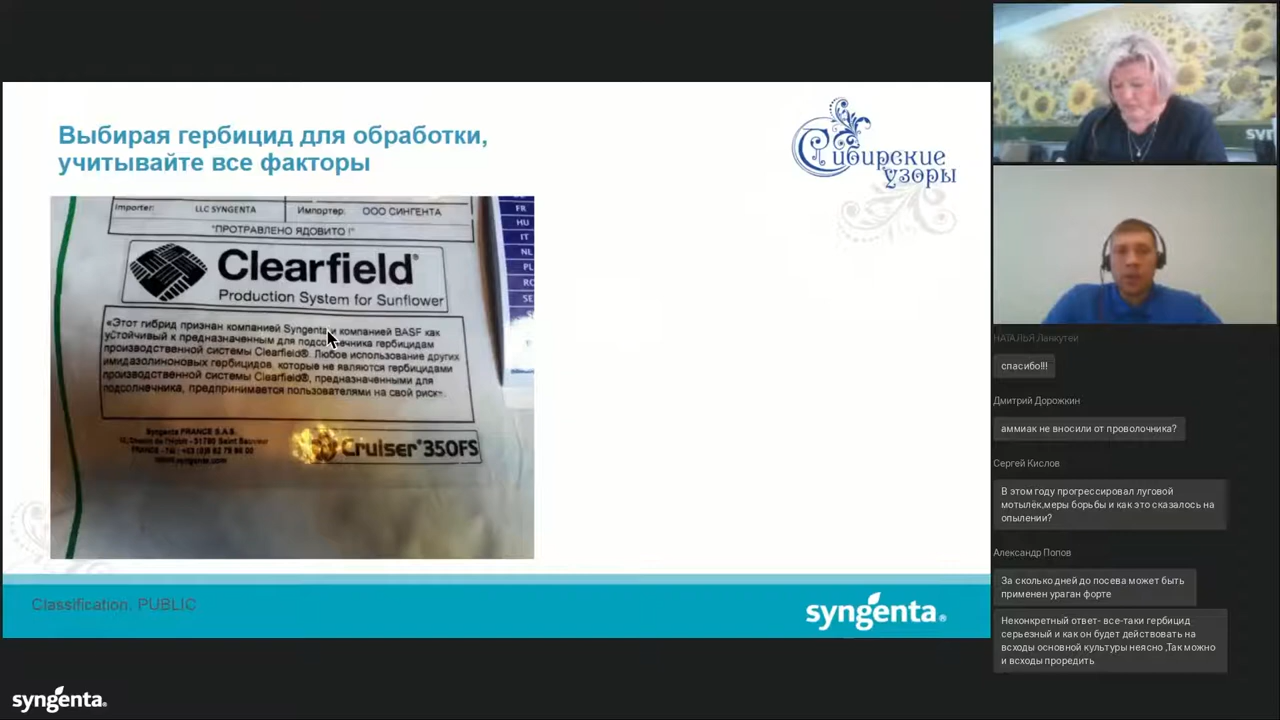 Выбирая гербицид для обработки,
учитывайте все факторы
Сибирские
узоры
Importer:
LLC SYNGENTA
Импортер:
ООО СИНГЕНТА
"ПРОТРАВЛЕНО ЯДОВИТО !"
Clearfield®
Production System for Sunflower
«Этот гибрид признан компанией Syngenta и компанией BASF как
устойчивый к предназначенным для подсолнечника гербицидам
производственной системы Clearfield®. Любое использование других
имидазолиноновых гербицидов, которые не являются гербицидами
производственной системы Clearfield®, предназначенными для
подсолнечника, предпринимается пользователями на свой риск».
Syngenta FRANCE S.A.S.
Cruiser®350FS
FR
HU
IT
NL
PL
RO
SE
Classification: PUBLIC
syngenta®
syngenta®
НАТАЛЬЯ Ланкутей
спасибо!!!
Дмитрий Дорожкин
аммиак не вносили от проволочника?
Сергей Кислов
В этом году прогрессировал луговой
мотылёк,меры борьбы и как это сказалось на
опылении?
Александр Попов
За сколько дней до посева может быть
применен ураган форте
Неконкретный ответ- все-таки гербицид
серьезный и как он будет действовать на
всходы основной культуры неясно ,Так можно
и всходы проредить